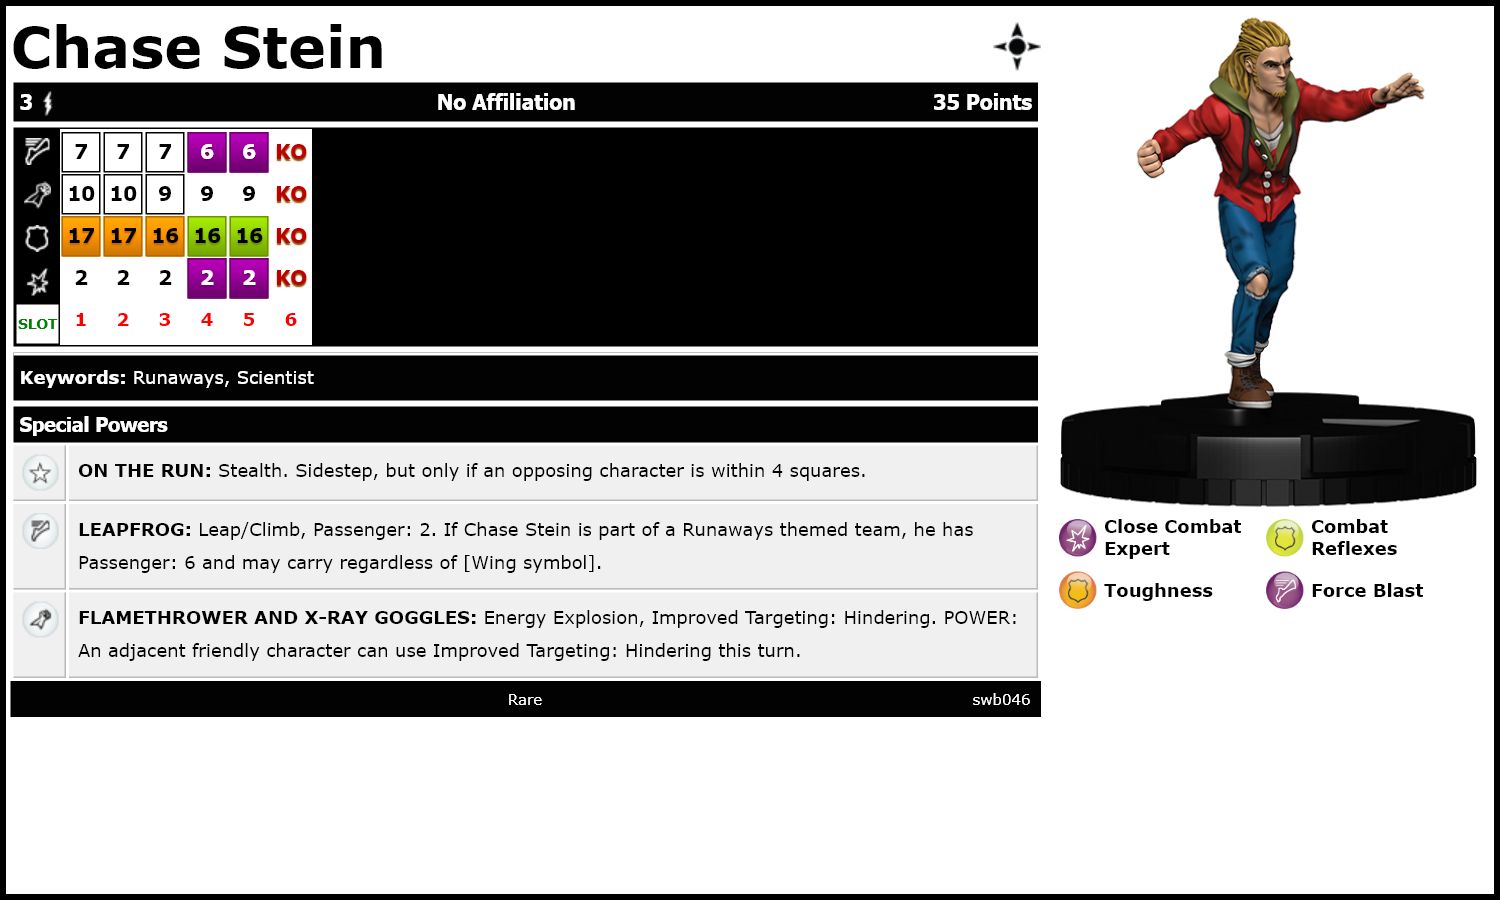 Chase Stein
3 No Affiliation 35 Points
7 7 7 6 6 KO
10 10 9 9 9 KO
17 17 16 16 16 KO
2 2 2 2 2 KO
SLOT 1 2 3 4 5 6
Keywords: Runaways, Scientist
Special Powers
ON THE RUN: Stealth. Sidestep, but only if an opposing character is within 4 squares.
LEAPFROG: Leap/Climb, Passenger: 2. If Chase Stein is part of a Runaways themed team, he has
Passenger: 6 and may carry regardless of [Wing symbol].
FLAMETHROWER AND X-RAY GOGGLES: Energy Explosion, Improved Targeting: Hindering. POWER:
An adjacent friendly character can use Improved Targeting: Hindering this turn.
Rare swb046
Close Combat
Expert
Combat
Reflexes
Toughness
Force Blast